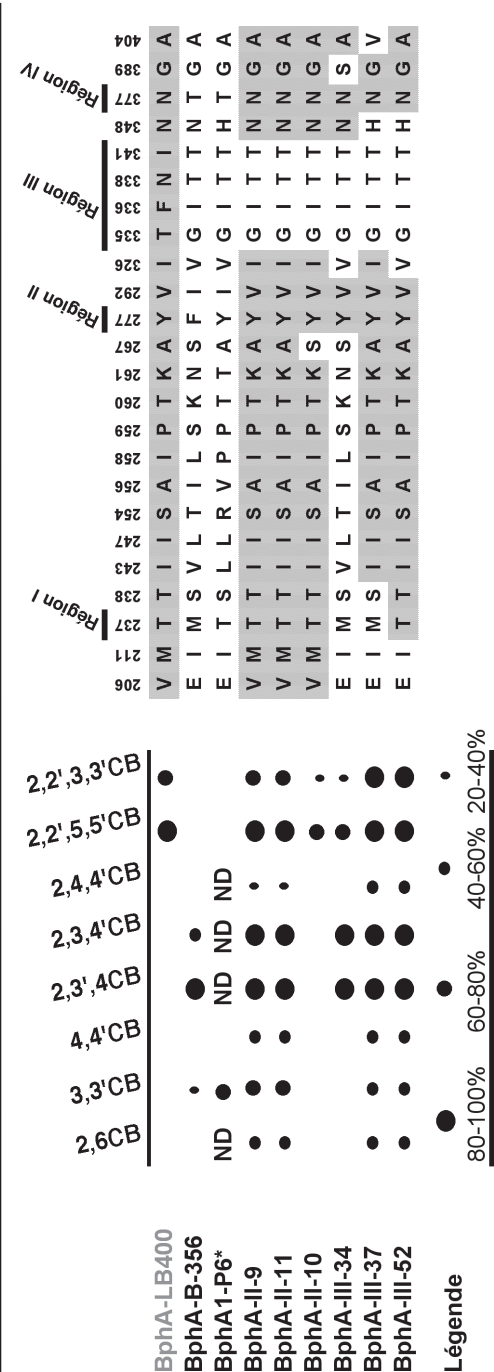 2,6CB 3,3'CB 4,4'CB 2,3',4CB 2,3,4'CB 2,4,4'CB 2,2',5,5'CB 2,2',3,3'CB
Région I Région II Région III Région IV
206 211 237 238 243 247 254 256 258 259 260 261 267 277 292 326 335 336 338 341 348 377 389 404
BphA-LB400 V M T T I I S A I P T K A Y V I T F N I N N G A
BphA-B-356 E I M S V L T I L S K N S F I V G I T T N T G A
BphA1-P6* ND ND ND ND E I T S L L R V P P T T A Y I V G I T T H T G A
BphA-II-9 V M T T I I S A I P T K A Y V I G I T T N N G A
BphA-II-11 V M T T I I S A I P T K A Y V I G I T T N N G A
BphA-II-10 V M T T I I S A I P T K S Y V I G I T T N N G A
BphA-III-34 E I M S V L T I L S K N S Y V V G I T T N N S A
BphA-III-37 E I M S I I S A I P T K A Y V I G I T T H N G V
BphA-III-52 E I T T I I S A I P T K A Y V V G I T T H N G A
Légende
80-100% 60-80% 40-60% 20-40%